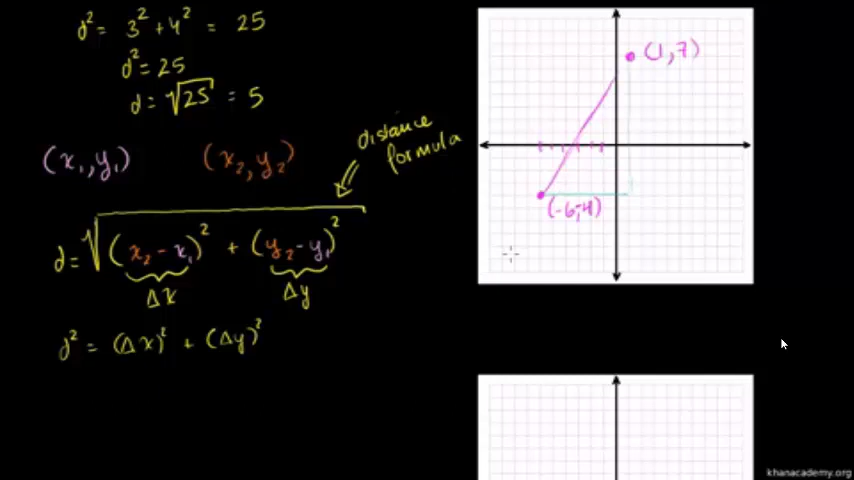 d² = 3² + 4² = 25
d² = 25
d = √25 = 5
distance formula
(x₁, y₁) (x₂, y₂)
d = √(x₂ - x₁)² + (y₂ - y₁)²
Δx Δy
d² = (Δx)² + (Δy)²
(1, 7)
(-6, -4)
khanacademy.org